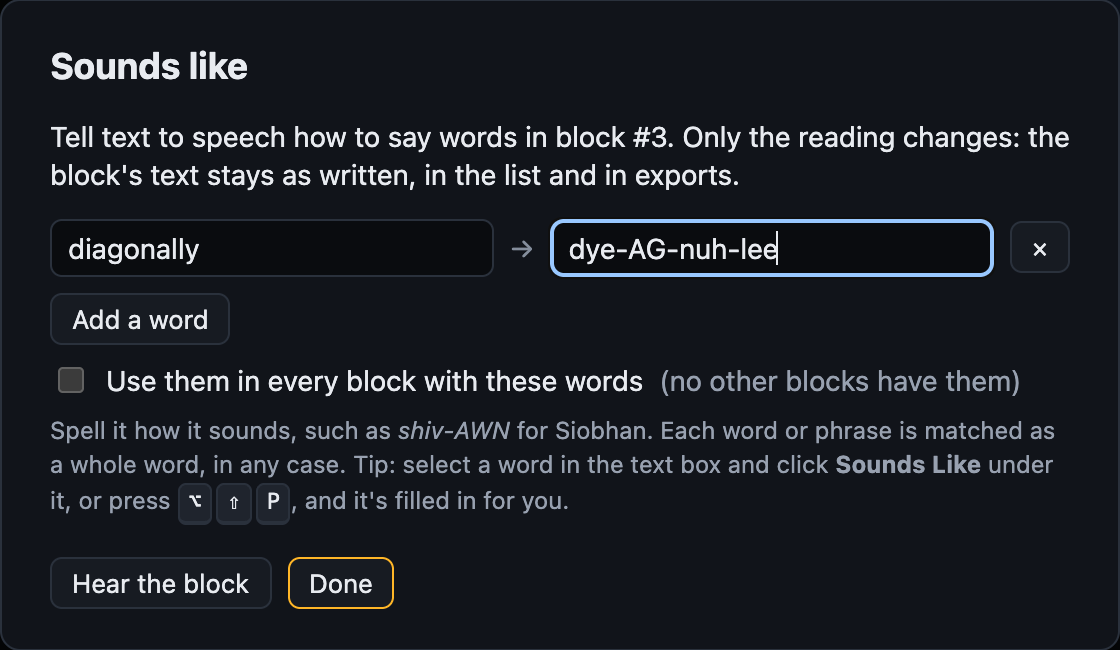 Sounds like
Tell text to speech how to say words in block #3. Only the reading changes: the
block's text stays as written, in the list and in exports.
diagonally → dye-AG-nuh-lee ×
Add a word
Use them in every block with these words (no other blocks have them)
Spell it how it sounds, such as shiv-AWN for Siobhan. Each word or phrase is matched as
a whole word, in any case. Tip: select a word in the text box and click Sounds Like under
it, or press ⌥ ⇧ P, and it's filled in for you.
Hear the block Done